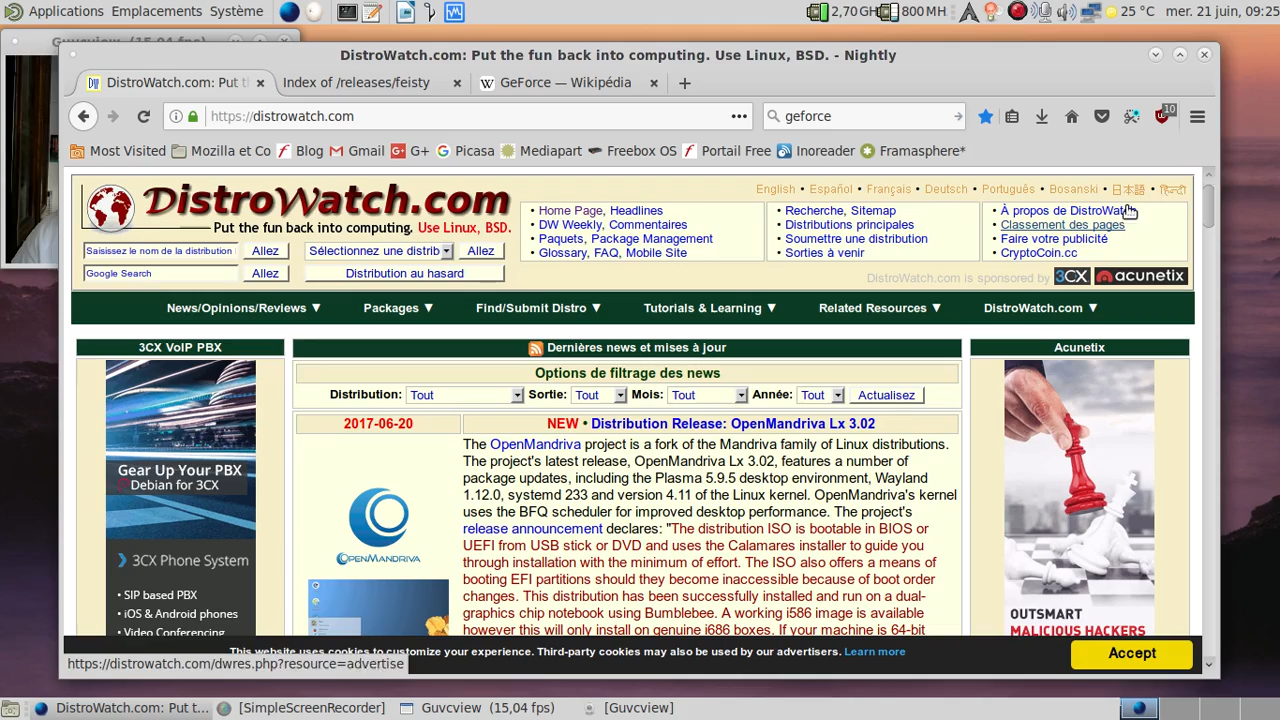 Applications Emplacements Système
2,70 GH 800 MH 25 °C mer. 21 juin, 09:25
Guvcview (15,04 fps)
DistroWatch.com: Put the fun back into computing. Use Linux, BSD. - Nightly
DistroWatch.com: Put t Index of /releases/feisty GeForce — Wikipédia
https://distrowatch.com geforce 10
Most Visited Mozilla et Co Blog Gmail G+ Picasa Mediapart Freebox OS Portail Free Inoreader Framasphere*
English • Español • Français • Deutsch • Português • Bosanski • 日本語 • हिन्दी
DistroWatch.com
Put the fun back into computing. Use Linux, BSD.
• Home Page, Headlines
• DW Weekly, Commentaires
• Paquets, Package Management
• Glossary, FAQ, Mobile Site
• Recherche, Sitemap
• Distributions principales
• Soumettre une distribution
• Sorties à venir
• À propos de DistroWatch
• Classement des pages
• Faire votre publicité
• CryptoCoin.cc
Saisissez le nom de la distribution Allez Sélectionnez une distrib Allez
Google Search Allez Distribution au hasard
DistroWatch.com is sponsored by 3CX acunetix
News/Opinions/Reviews ▼ Packages ▼ Find/Submit Distro ▼ Tutorials & Learning ▼ Related Resources ▼ DistroWatch.com ▼
3CX VoIP PBX
Gear Up Your PBX
Debian for 3CX
3CX Phone System
• SIP based PBX
• iOS & Android phones
• Video Conferencing
Dernières news et mises à jour
Options de filtrage des news
Distribution: Tout Sortie: Tout Mois: Tout Année: Tout Actualisez
2017-06-20 NEW • Distribution Release: OpenMandriva Lx 3.02
OPENMANDRIVA
The OpenMandriva project is a fork of the Mandriva family of Linux distributions.
The project's latest release, OpenMandriva Lx 3.02, features a number of
package updates, including the Plasma 5.9.5 desktop environment, Wayland
1.12.0, systemd 233 and version 4.11 of the Linux kernel. OpenMandriva's kernel
uses the BFQ scheduler for improved desktop performance. The project's
release announcement declares: "The distribution ISO is bootable in BIOS or
UEFI from USB stick or DVD and uses the Calamares installer to guide you
through installation with the minimum of effort. The ISO also offers a means of
booting EFI partitions should they become inaccessible because of boot order
changes. This distribution has been successfully installed and run on a dual-
graphics chip notebook using Bumblebee. A working i586 image is available
however this will only install on genuine i686 boxes. If your machine is 64-bit
Acunetix
OUTSMART
MALICIOUS HACKERS
This website uses cookies to customize your experience. Third-party cookies may also be used by our advertisers. Learn more
Accept
https://distrowatch.com/dwres.php?resource=advertise
DistroWatch.com: Put t... [SimpleScreenRecorder] Guvcview (15,04 fps) [Guvcview]